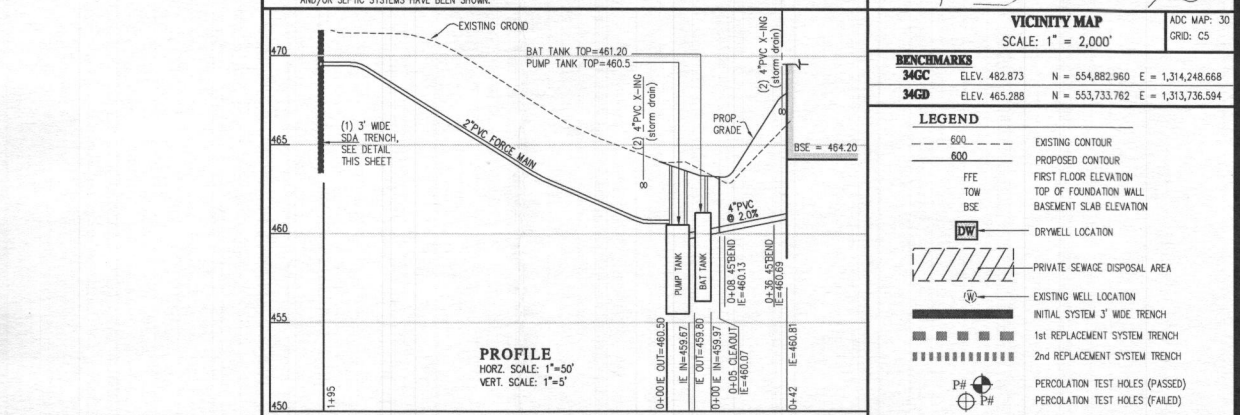 AND/OR SEPTIC SYSTEMS HAVE BEEN SHOWN.
470
465
460
455
450
EXISTING GROND
BAT TANK TOP=461.20
PUMP TANK TOP=460.5
(2) 4"PVC X-ING
(storm drain)
(2) 4"PVC X-ING
(storm drain)
PROP.
GRADE
BSE = 464.20
(1) 3' WIDE
SDA TRENCH,
SEE DETAIL
THIS SHEET
2"PVC FORCE MAIN
4"PVC
@ 2.0%
PUMP TANK
BAT TANK
0+08 45°BEND
IE=460.13
0+36 45°BEND
IE=460.69
0+00 IE OUT=460.50
IE IN=459.67
IE OUT=459.80
0+00 IE IN=459.97
0+05 CLEAOUT
IE=460.07
IE=460.81
0+42
1+95
PROFILE
HORZ. SCALE: 1"=50'
VERT. SCALE: 1"=5'
VICINITY MAP
SCALE: 1" = 2,000'
ADC MAP: 30
GRID: C5
BENCHMARKS
34GC ELEV. 482.873 N = 554,882.960 E = 1,314,248.668
34GD ELEV. 465.288 N = 553,733.762 E = 1,313,736.594
LEGEND
600 EXISTING CONTOUR
600 PROPOSED CONTOUR
FFE FIRST FLOOR ELEVATION
TOW TOP OF FOUNDATION WALL
BSE BASEMENT SLAB ELEVATION
DW DRYWELL LOCATION
PRIVATE SEWAGE DISPOSAL AREA
W EXISTING WELL LOCATION
INITIAL SYSTEM 3' WIDE TRENCH
1st REPLACEMENT SYSTEM TRENCH
2nd REPLACEMENT SYSTEM TRENCH
P# PERCOLATION TEST HOLES (PASSED)
P# PERCOLATION TEST HOLES (FAILED)